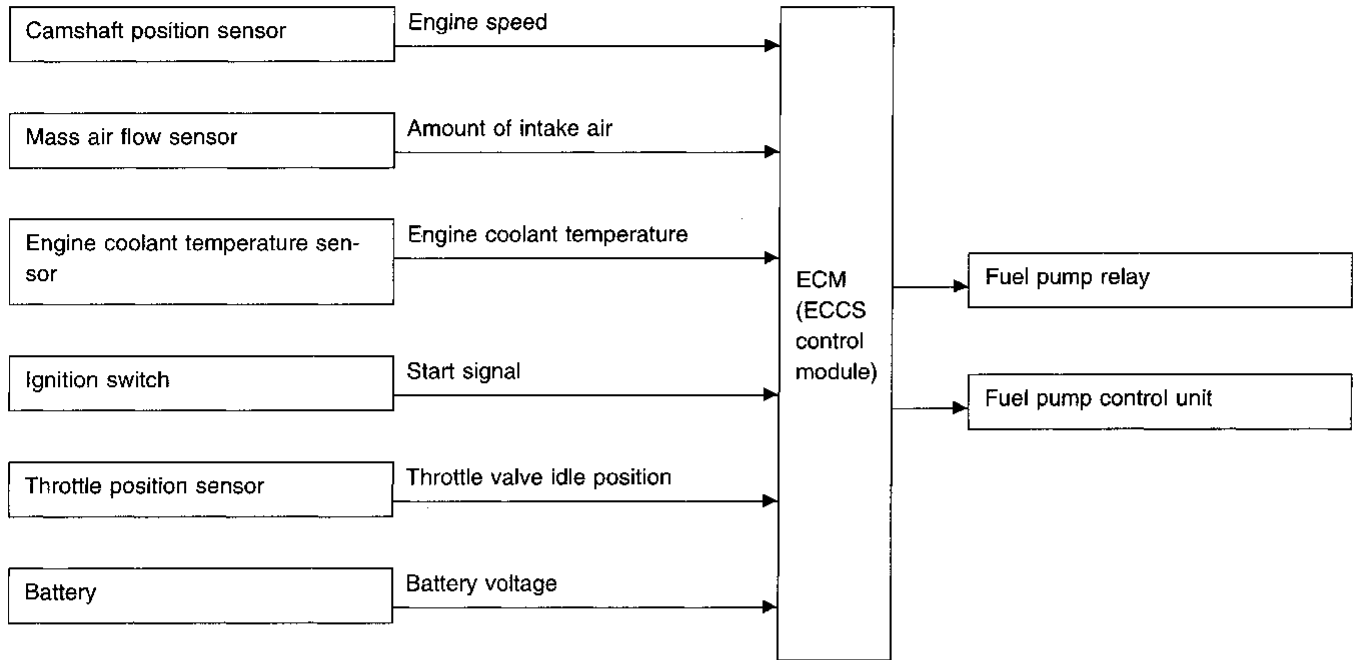 Camshaft position sensor
Engine speed
Mass air flow sensor
Amount of intake air
Engine coolant temperature sen-
sor
Engine coolant temperature
Ignition switch
Start signal
Throttle position sensor
Throttle valve idle position
Battery
Battery voltage
ECM
(ECCS
control
module)
Fuel pump relay
Fuel pump control unit